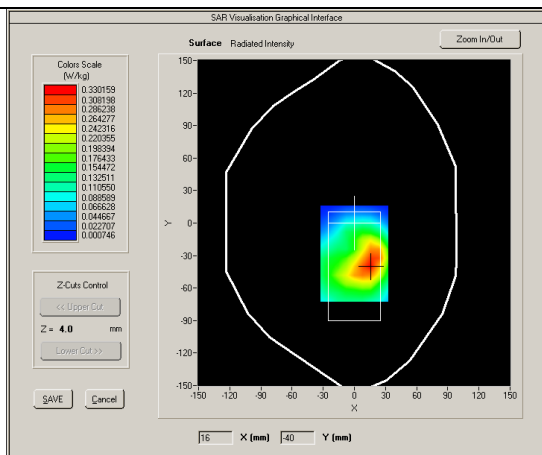 SAR Visualisation Graphical Interface
Surface Radiated Intensity
Zoom In/Out
Colors Scale
(W/kg)
0.330159
0.308198
0.286238
0.264277
0.242316
0.220355
0.198394
0.176433
0.154472
0.132511
0.110550
0.088589
0.066628
0.044667
0.022707
0.000746
Z-Cuts Control
<< Upper Cut
Z = 4.0 mm
Lower Cut >>
SAVE
Cancel
150-
120-
90-
60-
30-
0-
-30-
-60-
-90-
-120-
-150-
Y
-150 -120 -90 -60 -30 0 30 60 90 120 150
X
16 X (mm) -40 Y (mm)